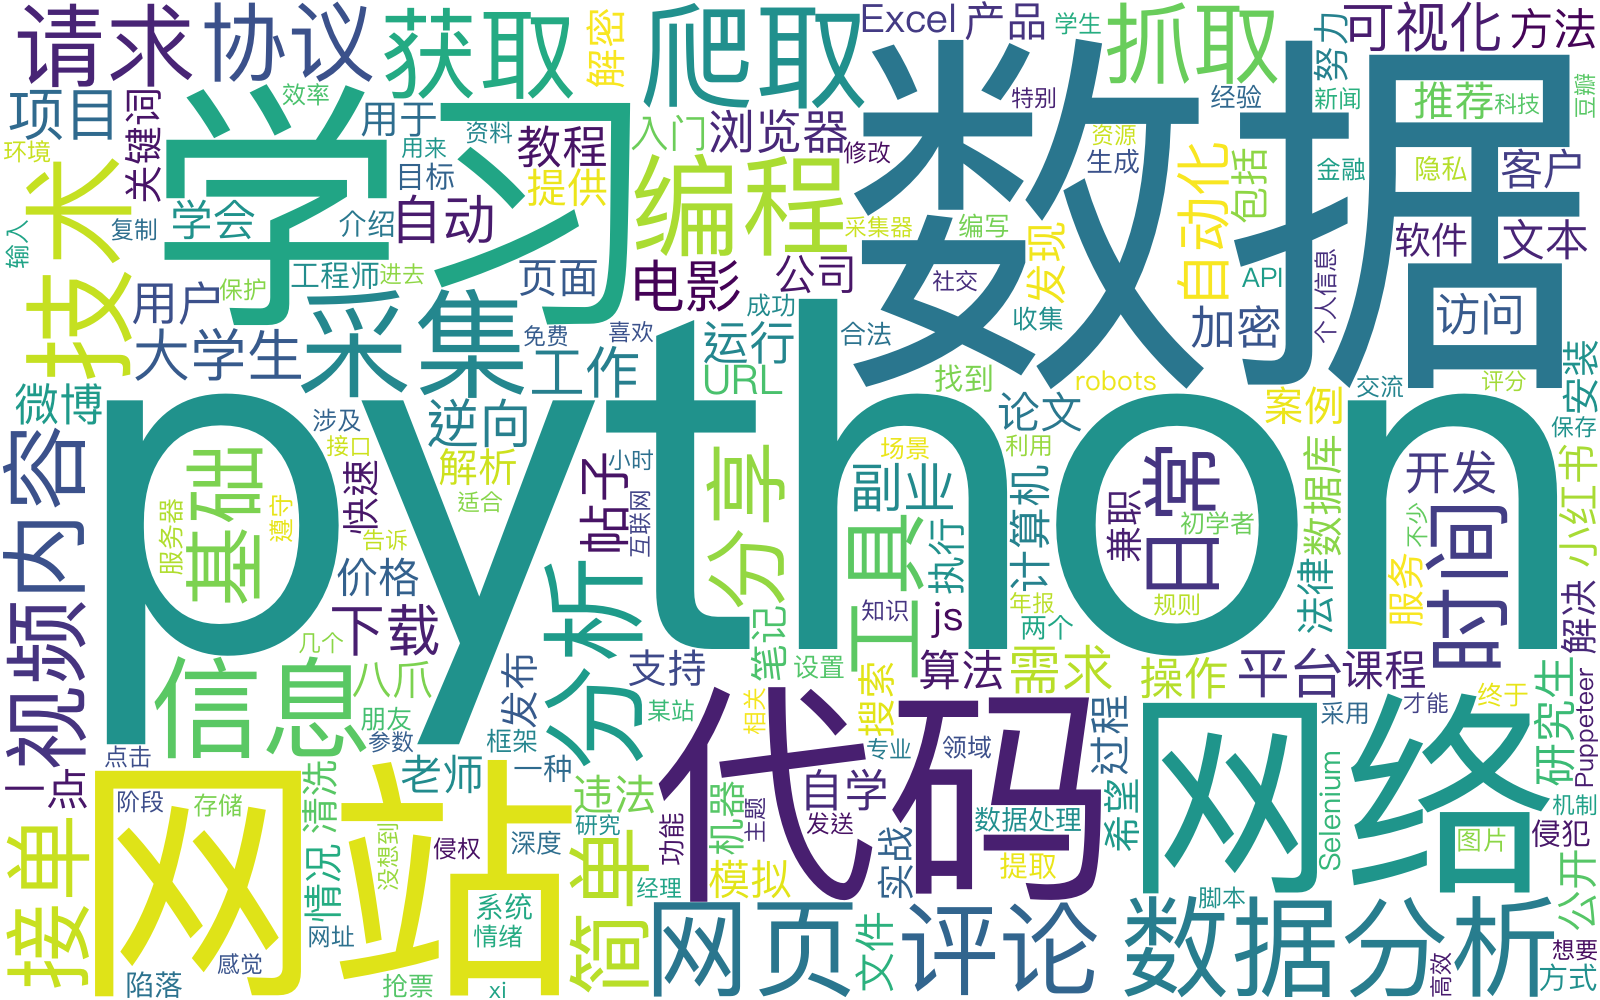 请求
协议
获取
爬取
Excel
产品
学生
抓取
努力
可视化
方法
解密
数据
项目
关键词
效率
用于
资料
教程
入门
浏览器
特别
经验
新闻
推荐
科技
豆瓣
环境
学习
用来
目标
提供
编程
修改
资源
生成
自动化
包括
金融
隐私
客户
技术
复制
学会
介绍
自动
采集器
编写
发现
软件
文本
输入
保护
工程师
进去
页面
电影
公司
社交
API
个人信息
访问
用户
采集
免费
喜欢
成功
合法
收集
加密
大学生
工作
运行
URL
找到
robots
交流
评分
安装
微博
python
涉及
接口
逆向
解析
小时
论文
利用
场景
案例
保存
内容
基础
快速
适合
帖子
互联网
分享
副业
计算机
兼职
日常
初学者
数据库
不少
开发
小红书
服务器
遵守
告诉
价格
分析
工具
执行
法律
服务
时间
视频
下载
几个
笔记
知识
js
年报
两个
规则
解决
信息
八爪
发布
支持
设置
搜索
算法
需求
操作
平台
课程
研究生
朋友
参数
框架
某站
相关
代码
专业
领域
过程
网络
采用
才能
终于
Puppeteer
一点
点击
网站
清洗
老师
一种
违法
机器
主题
自学
发送
数据处理
希望
Selenium
机制
阶段
存储
没想到
侵权
深度
研究
功能
实战
提取
图片
侵犯
接单
情况
简单
经理
模拟
脚本
公开
网址
系统
情绪
网页
文件
评论
数据分析
高效
想要
方式
陷落
感觉
抢票
xi